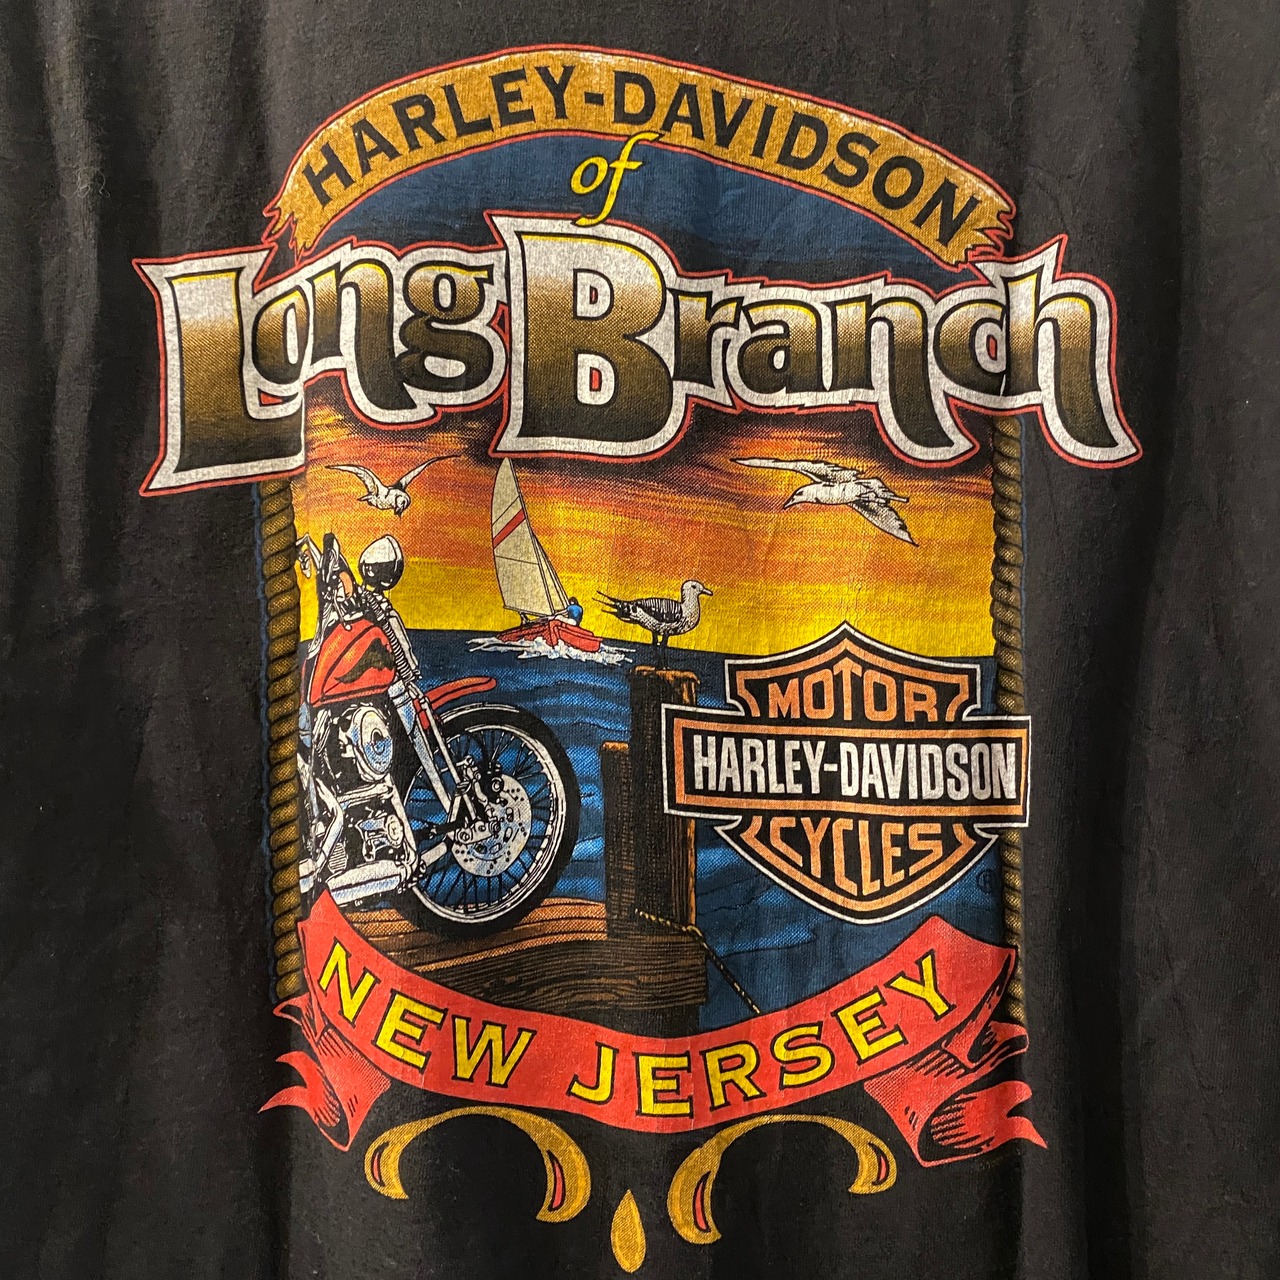 HARLEY-DAVIDSON
of
Long Branch
MOTOR
HARLEY-DAVIDSON
CYCLES
®
NEW JERSEY